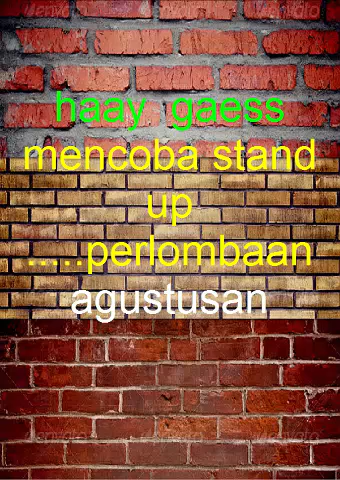 haay gaess
mencoba stand
up
.....perlombaan
agustusan